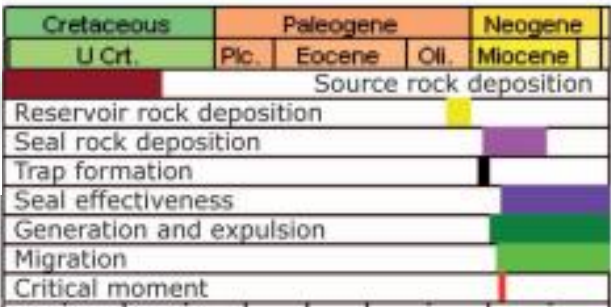 Cretaceous Paleogene Neogene
U Crt. Plc. Eocene Oli. Miocene
Source rock deposition
Reservoir rock deposition
Seal rock deposition
Trap formation
Seal effectiveness
Generation and expulsion
Migration
Critical moment